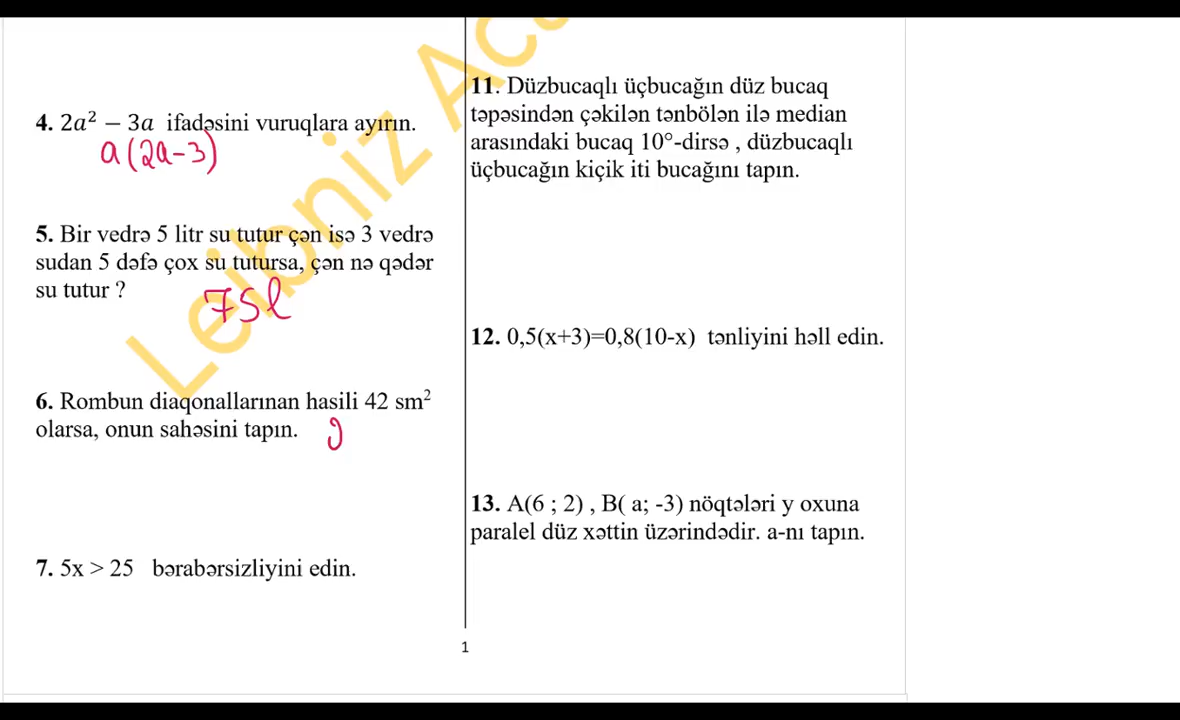 4. 2a² − 3a ifadəsini vuruqlara ayırın.
a(2a-3)
5. Bir vedrə 5 litr su tutur çən isə 3 vedrə
sudan 5 dəfə çox su tutursa, çən nə qədər
su tutur ?
75l
6. Rombun diaqonallarınan hasili 42 sm²
olarsa, onun sahəsini tapın.
7. 5x > 25 bərabərsizliyini edin.
11. Düzbucaqlı üçbucağın düz bucaq
təpəsindən çəkilən tənbölən ilə median
arasındaki bucaq 10°-dirsə , düzbucaqlı
üçbucağın kiçik iti bucağını tapın.
12. 0,5(x+3)=0,8(10-x) tənliyini həll edin.
13. A(6 ; 2) , B( a; -3) nöqtələri y oxuna
paralel düz xəttin üzərindədir. a-nı tapın.
1
Leibniz Aca